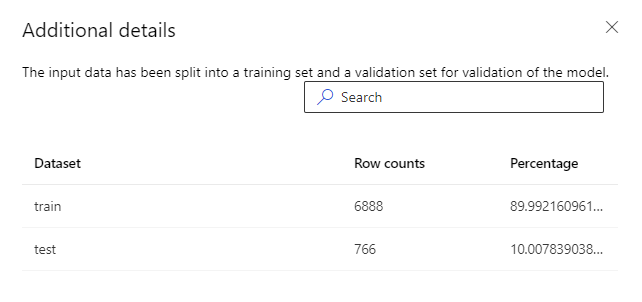 Additional details
The input data has been split into a training set and a validation set for validation of the model.
Search
Dataset Row counts Percentage
train 6888 89.992160961...
test 766 10.007839038...